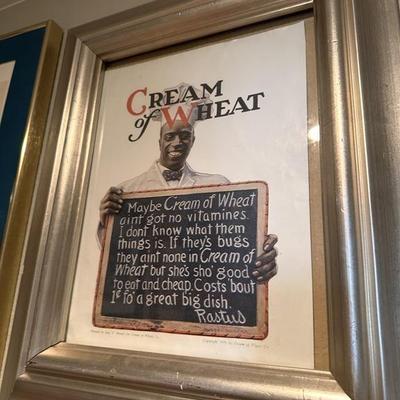 CREAM
of WHEAT
Maybe Cream of Wheat
aint got no vitamines.
I dont know what them
things is. If they's bugs
they aint none in Cream of
Wheat but she's sho' good
to eat and cheap. Costs 'bout
1¢ fo' a great big dish.
Rastus